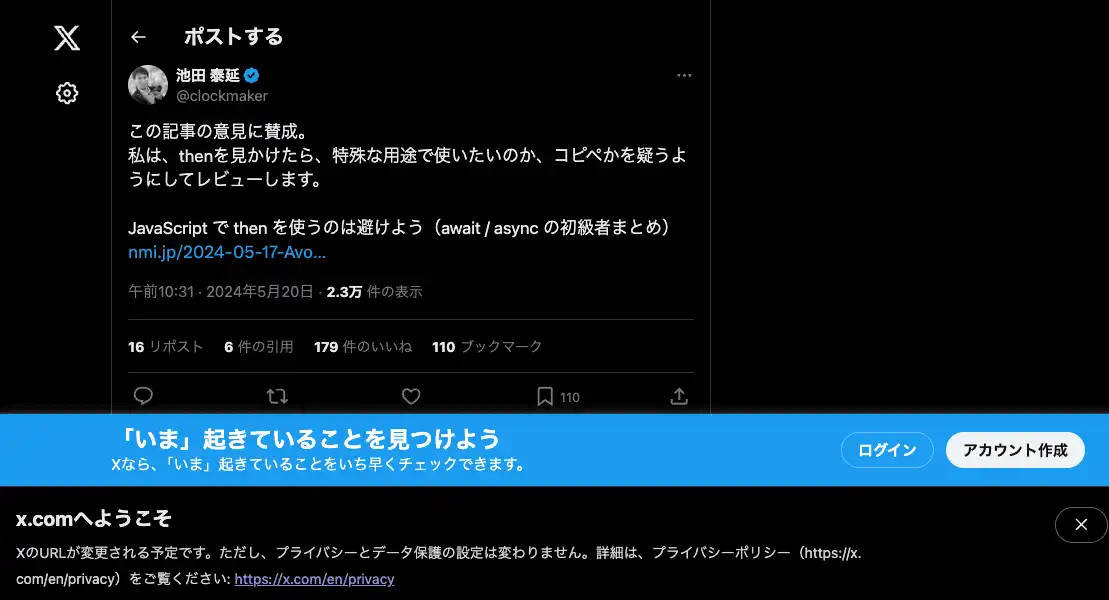 ポストする
池田 泰延
@clockmaker
この記事の意見に賛成。
私は、thenを見かけたら、特殊な用途で使いたいのか、コピペかを疑うよ
うにしてレビューします。
JavaScript で then を使うのは避けよう（await / async の初級者まとめ）
nmi.jp/2024-05-17-Avo…
午前10:31 · 2024年5月20日 · 2.3万 件の表示
16 リポスト 6 件の引用 179 件のいいね 110 ブックマーク
110
「いま」起きていることを見つけよう
Xなら、「いま」起きていることをいち早くチェックできます。
ログイン
アカウント作成
x.comへようこそ
XのURLが変更される予定です。ただし、プライバシーとデータ保護の設定は変わりません。詳細は、プライバシーポリシー（https://x.
com/en/privacy）をご覧ください: https://x.com/en/privacy